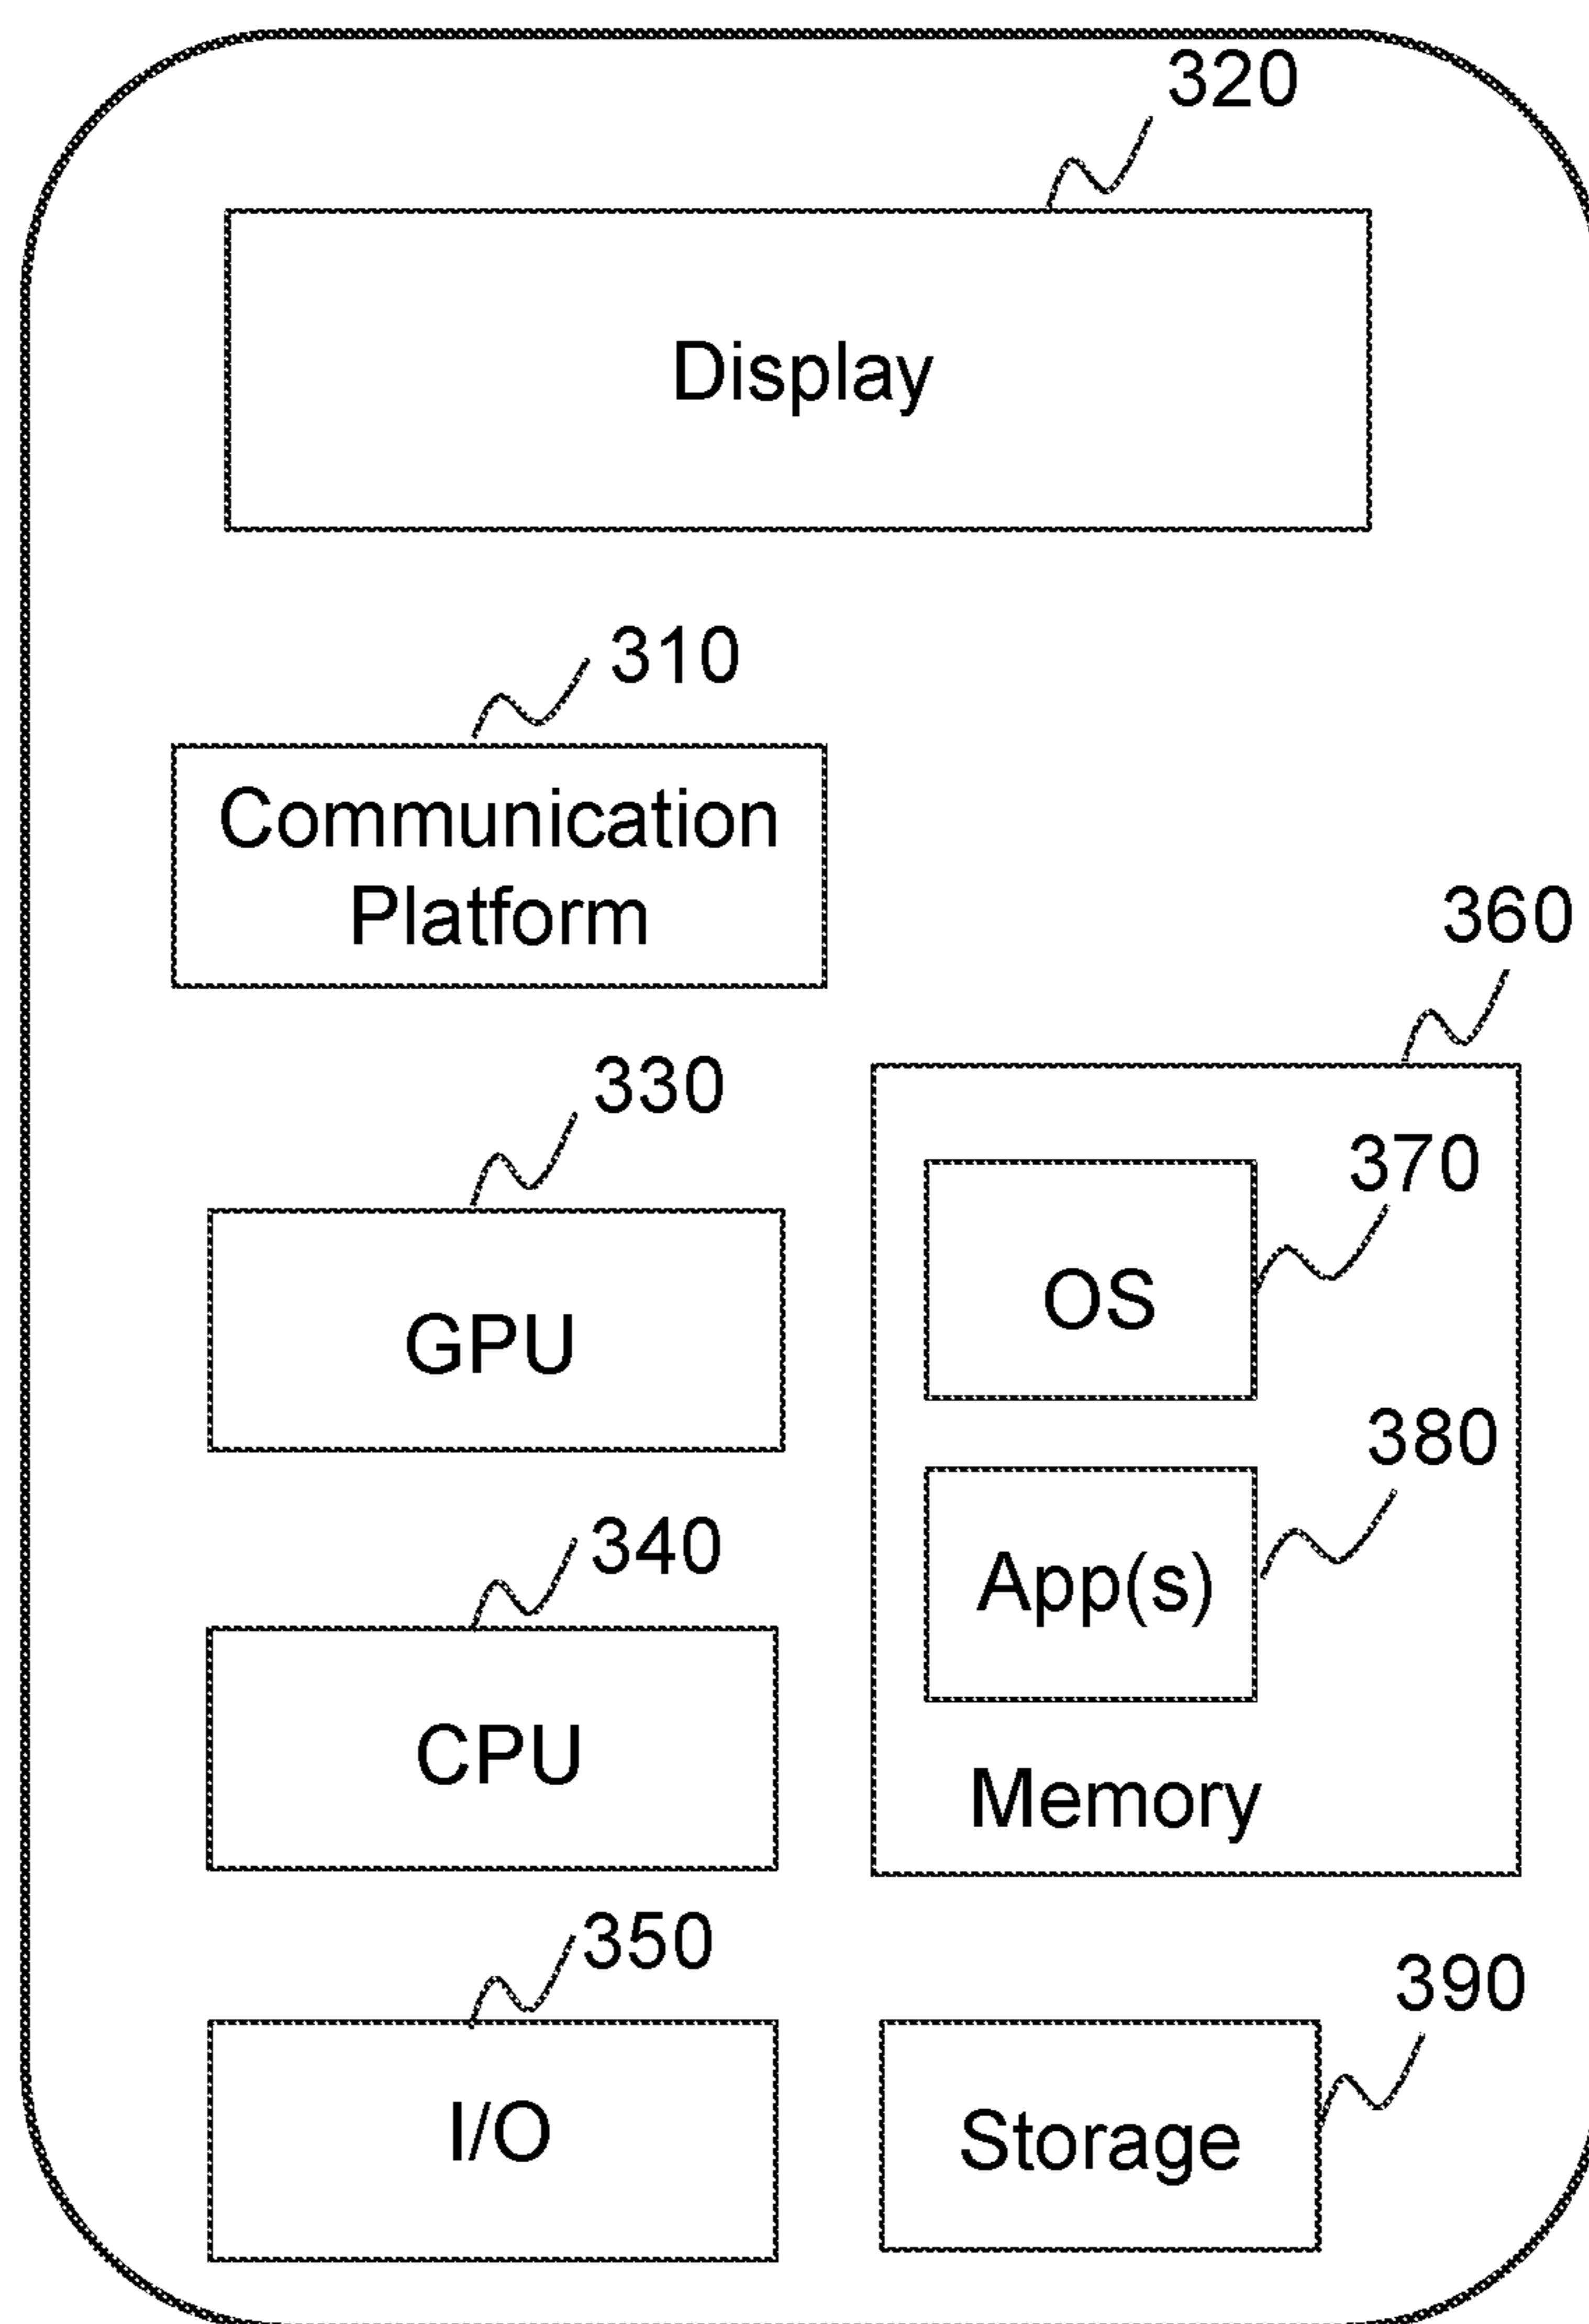 320
Display
310
Communication
Platform
360
330
370
GPU
OS
380
340
App(s)
CPU
Memory
350
390
I/O
Storage